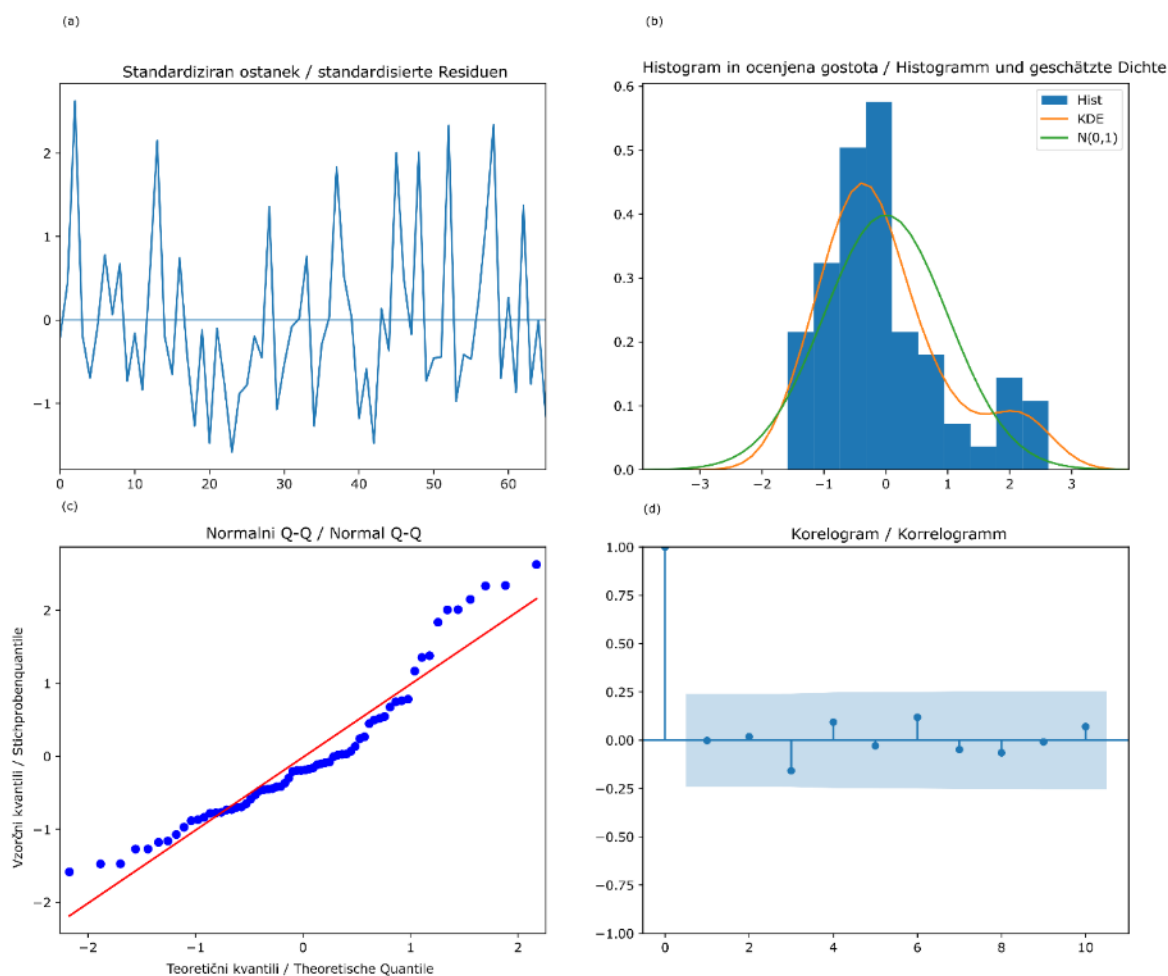 (a)
Standardiziran ostanek / standardisierte Residuen
2
1
0
−1
0 10 20 30 40 50 60
(b)
Histogram in ocenjena gostota / Histogramm und geschätzte Dichte
Hist
KDE
N(0,1)
0.6
0.5
0.4
0.3
0.2
0.1
0.0
−3 −2 −1 0 1 2 3
(c)
Normalni Q-Q / Normal Q-Q
Vzorčni kvantili / Stichprobenquantile
2
1
0
−1
−2
−2 −1 0 1 2
Teoretični kvantili / Theoretische Quantile
(d)
Korelogram / Korrelogramm
1.00
0.75
0.50
0.25
0.00
−0.25
−0.50
−0.75
−1.00
0 2 4 6 8 10